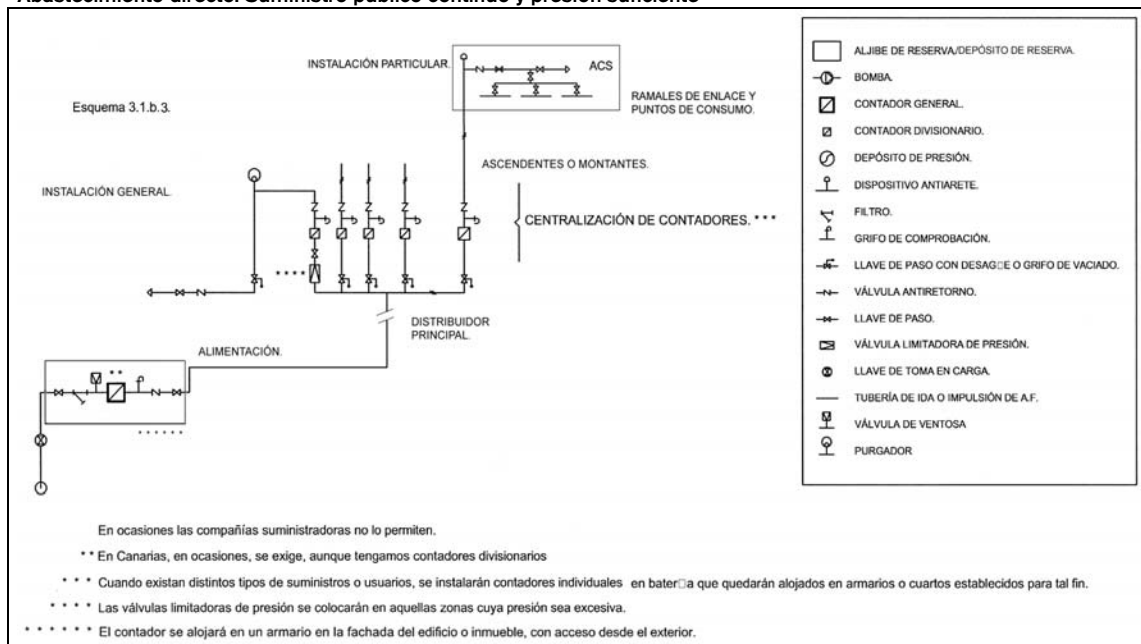 Abastecimiento directo. Suministro público continuo y presión suficiente
INSTALACIÓN PARTICULAR.
ACS
Esquema 3.1.b.3.
RAMALES DE ENLACE Y
PUNTOS DE CONSUMO.
ASCENDENTES O MONTANTES.
INSTALACIÓN GENERAL.
CENTRALIZACIÓN DE CONTADORES. * * *
* * * *
DISTRIBUIDOR
PRINCIPAL.
ALIMENTACIÓN.
* *
* * * * * *
ALJIBE DE RESERVA/DEPÓSITO DE RESERVA.
BOMBA.
CONTADOR GENERAL.
CONTADOR DIVISIONARIO.
DEPÓSITO DE PRESIÓN.
DISPOSITIVO ANTIARETE.
FILTRO.
GRIFO DE COMPROBACIÓN.
LLAVE DE PASO CON DESAG□E O GRIFO DE VACIADO.
VÁLVULA ANTIRETORNO.
LLAVE DE PASO.
VÁLVULA LIMITADORA DE PRESIÓN.
LLAVE DE TOMA EN CARGA.
TUBERÍA DE IDA O IMPULSIÓN DE A.F.
VÁLVULA DE VENTOSA
PURGADOR
En ocasiones las compañías suministradoras no lo permiten.
* * En Canarias, en ocasiones, se exige, aunque tengamos contadores divisionarios
* * * Cuando existan distintos tipos de suministros o usuarios, se instalarán contadores individuales en bater□a que quedarán alojados en armarios o cuartos establecidos para tal fin.
* * * * Las válvulas limitadoras de presión se colocarán en aquellas zonas cuya presión sea excesiva.
* * * * * * El contador se alojará en un armario en la fachada del edificio o inmueble, con acceso desde el exterior.